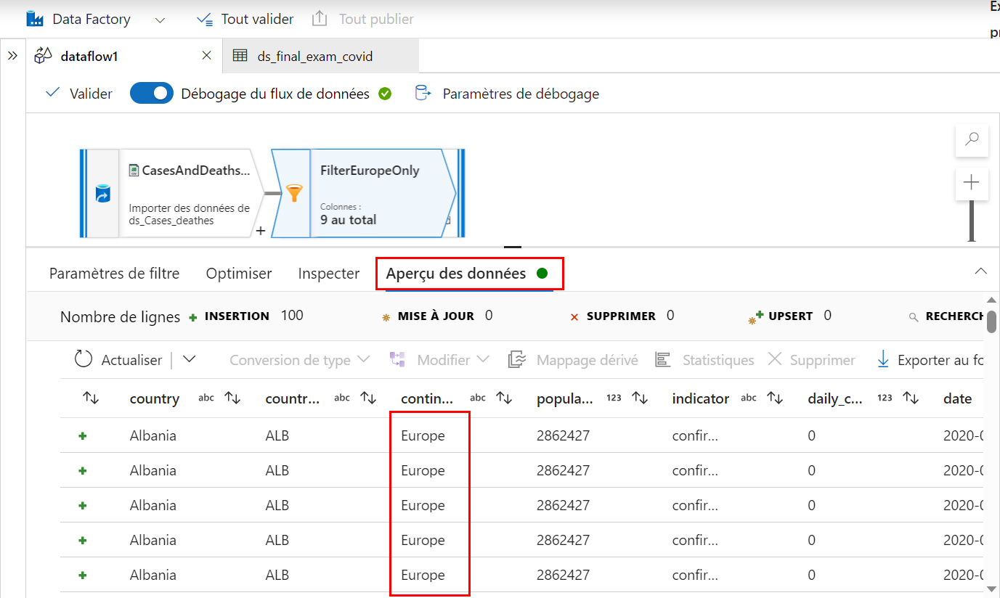 Data Factory Tout valider Tout publier
dataflow1 ds_final_exam_covid
Valider Débogage du flux de données Paramètres de débogage
CasesAndDeaths...
Importer des données de
ds_Cases_deathes
+
FilterEuropeOnly
Colonnes :
9 au total
Paramètres de filtre Optimiser Inspecter Aperçu des données
Nombre de lignes INSERTION 100 MISE À JOUR 0 SUPPRIMER 0 UPSERT 0 RECHERCH
Actualiser Conversion de type Modifier Mappage dérivé Statistiques Supprimer Exporter au fo
country abc countr... abc contin... abc popula... 123 indicator abc daily_c... 123 date
Albania ALB Europe 2862427 confir... 0 2020-0
Albania ALB Europe 2862427 confir... 0 2020-0
Albania ALB Europe 2862427 confir... 0 2020-0
Albania ALB Europe 2862427 confir... 0 2020-0
Albania ALB Europe 2862427 confir... 0 2020-0